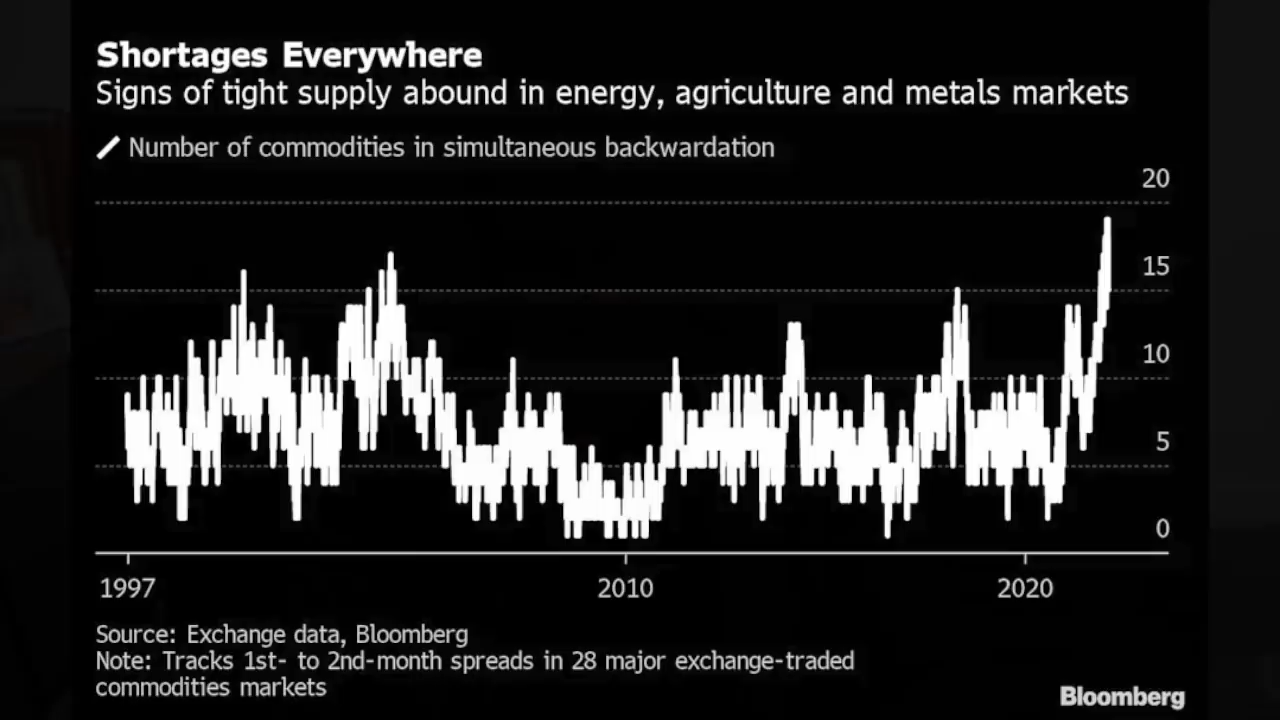 Shortages Everywhere
Signs of tight supply abound in energy, agriculture and metals markets
Number of commodities in simultaneous backwardation
20
15
10
5
0
1997 2010 2020
Source: Exchange data, Bloomberg
Note: Tracks 1st- to 2nd-month spreads in 28 major exchange-traded
commodities markets
Bloomberg